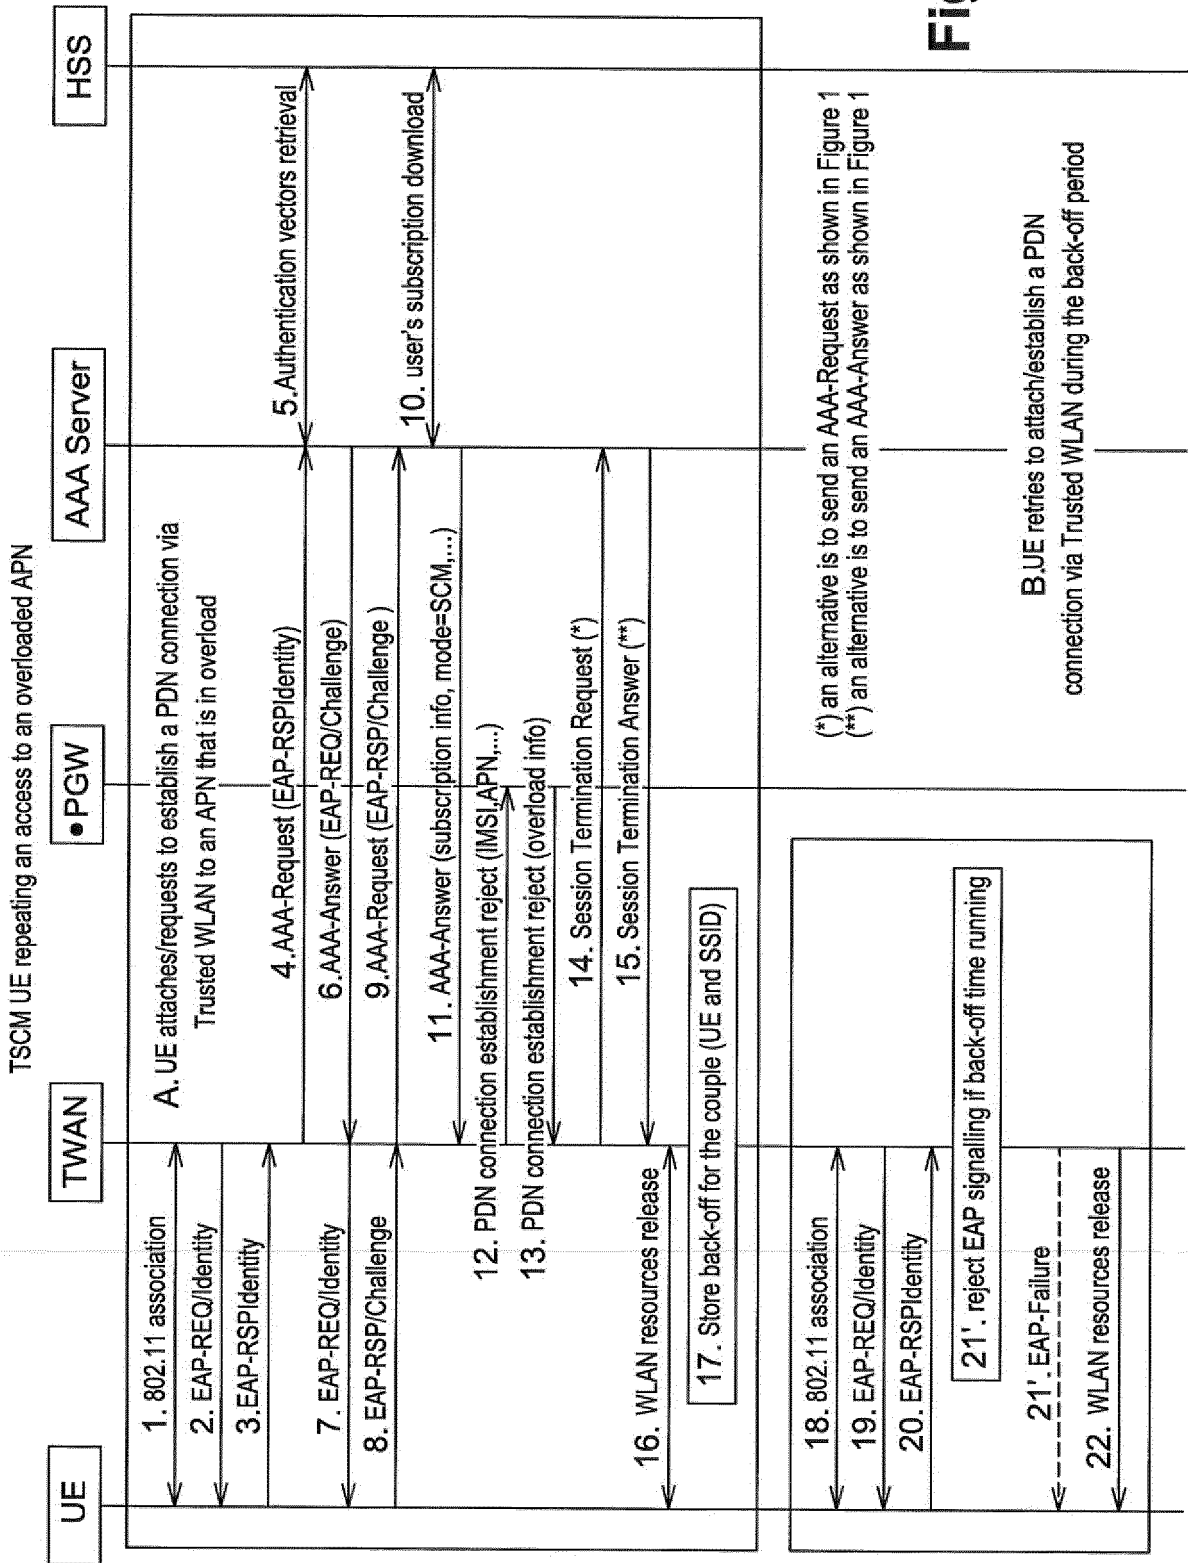 TSCM UE repeating an access to an overloaded APN
UE
TWAN
•PGW
AAA Server
HSS
A. UE attaches/requests to establish a PDN connection via
Trusted WLAN to an APN that is in overload
1. 802.11 association
2. EAP-REQ/Identity
3.EAP-RSPIdentity
4.AAA-Request (EAP-RSPIdentity)
5.Authentication vectors retrieval
6.AAA-Answer (EAP-REQ/Challenge)
7. EAP-REQ/Identity
8. EAP-RSP/Challenge
9.AAA-Request (EAP-RSP/Challenge )
10. user's subscription download
11. AAA-Answer (subscription info, mode=SCM,...)
12. PDN connection establishment reject (IMSI,APN,...)
13. PDN connection establishment reject (overload info)
14. Session Termination Request (*)
15. Session Termination Answer (**)
16. WLAN resources release
17. Store back-off for the couple (UE and SSID)
(*) an alternative is to send an AAA-Request as shown in Figure 1
(**) an alternative is to send an AAA-Answer as shown in Figure 1
18. 802.11 association
19. EAP-REQ/Identity
20. EAP-RSPIdentity
21'. reject EAP signalling if back-off time running
21'. EAP-Failure
22. WLAN resources release
B.UE retries to attach/establish a PDN
connection via Trusted WLAN during the back-off period